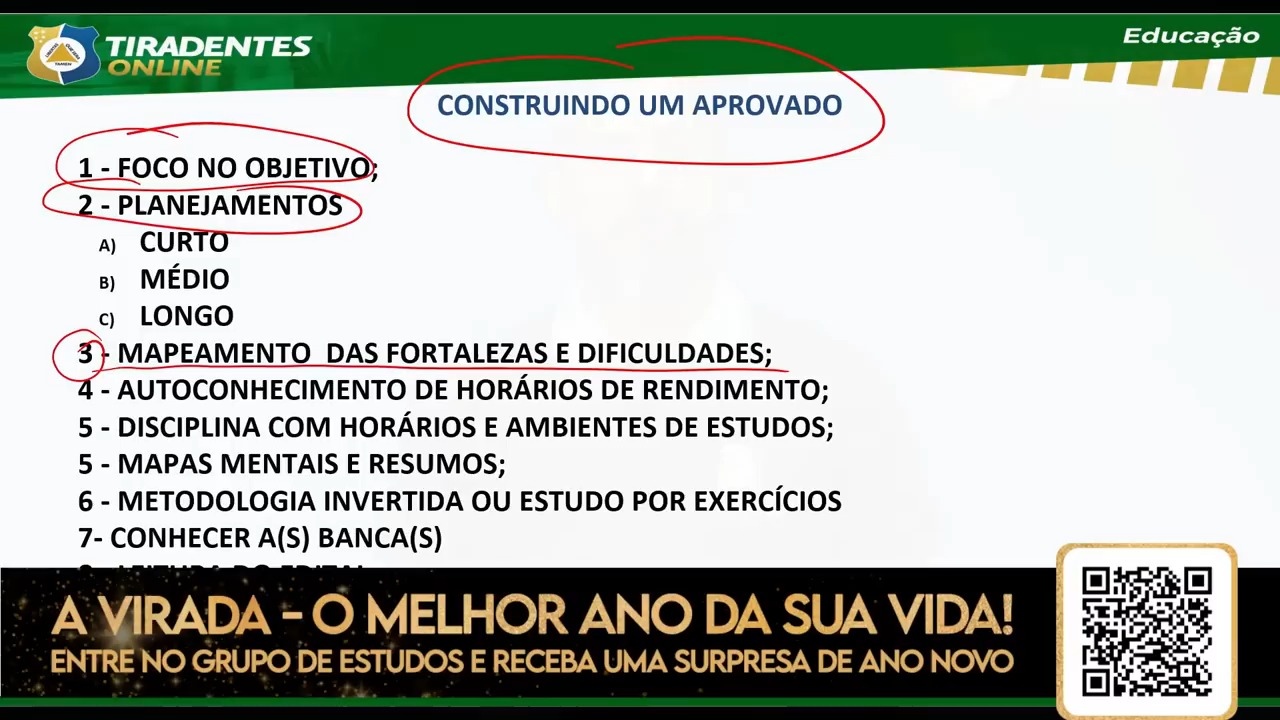 TIRADENTES
ONLINE
Educação
CONSTRUINDO UM APROVADO
1 - FOCO NO OBJETIVO;
2 - PLANEJAMENTOS
A) CURTO
B) MÉDIO
C) LONGO
3 - MAPEAMENTO DAS FORTALEZAS E DIFICULDADES;
4 - AUTOCONHECIMENTO DE HORÁRIOS DE RENDIMENTO;
5 - DISCIPLINA COM HORÁRIOS E AMBIENTES DE ESTUDOS;
5 - MAPAS MENTAIS E RESUMOS;
6 - METODOLOGIA INVERTIDA OU ESTUDO POR EXERCÍCIOS
7- CONHECER A(S) BANCA(S)
A VIRADA - O MELHOR ANO DA SUA VIDA!
ENTRE NO GRUPO DE ESTUDOS E RECEBA UMA SURPRESA DE ANO NOVO